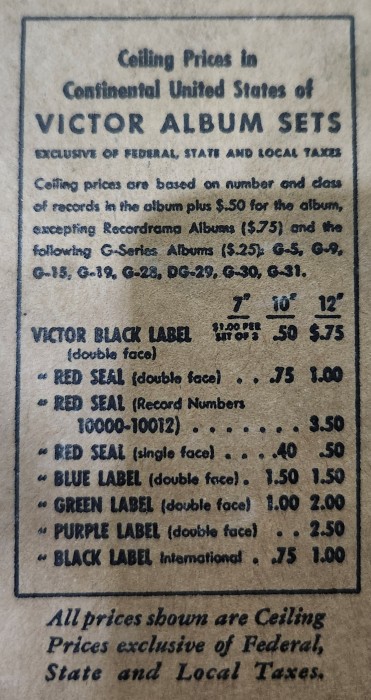 Ceiling Prices in
Continental United States of
VICTOR ALBUM SETS
EXCLUSIVE OF FEDERAL, STATE AND LOCAL TAXES
Ceiling prices are based on number and class
of records in the album plus $.50 for the album,
excepting Recordrama Albums ($.75) and the
following G-Series Albums ($.25): G-5, G-9,
G-15, G-19, G-28, DG-29, G-30, G-31.
7" 10" 12"
VICTOR BLACK LABEL $1.00 PER SET OF 3 .50 $.75
(double face)
" RED SEAL (double face) . . .75 1.00
" RED SEAL (Record Numbers
10000-10012) . . . . . . . 3.50
" RED SEAL (single face) . . . .40 .50
" BLUE LABEL (double face) . 1.50 1.50
" GREEN LABEL (double face) 1.00 2.00
" PURPLE LABEL (double face) . . 2.50
" BLACK LABEL International . .75 1.00
All prices shown are Ceiling
Prices exclusive of Federal,
State and Local Taxes.